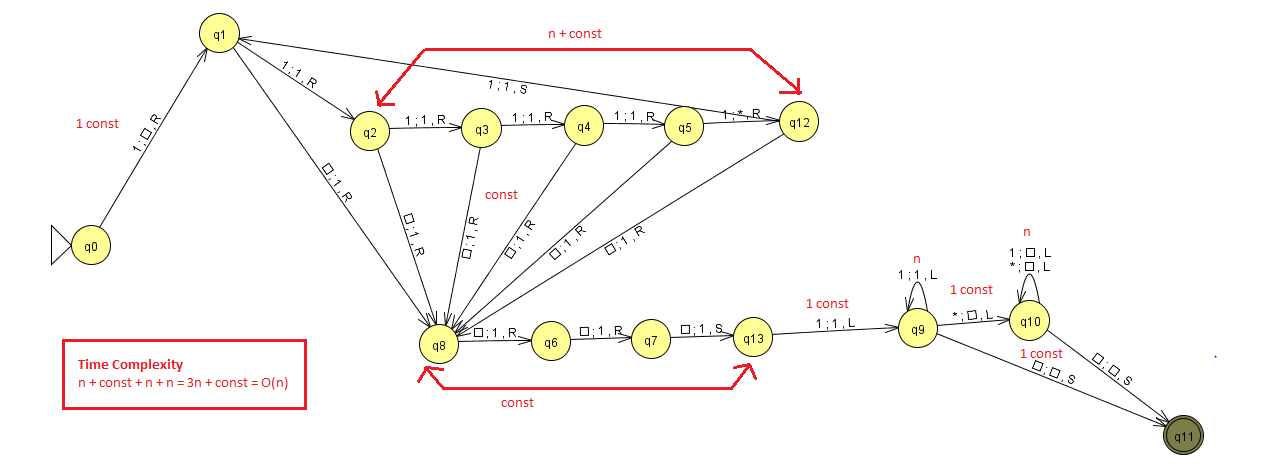 q1
n + const
1 ; 1 , R
1 ; 1 , S
1 const
1 ; □ , R
q2
1 ; 1 , R
q3
1 ; 1 , R
q4
1 ; 1 , R
q5
1 ; * , R
q12
□ ; 1 , R
const
□ ; 1 , R
□ ; 1 , R
□ ; 1 , R
□ ; 1 , R
□ ; 1 , R
q0
n
1 ; □ , L
* ; □ , L
n
1 ; 1 , L
1 const
1 const
1 ; 1 , L
q9
* ; □ , L
q10
q8
□ ; 1 , R
q6
□ ; 1 , R
q7
□ ; 1 , S
q13
1 const
□ ; □ , S
□ ; □ , S
Time Complexity
n + const + n + n = 3n + const = O(n)
const
q11